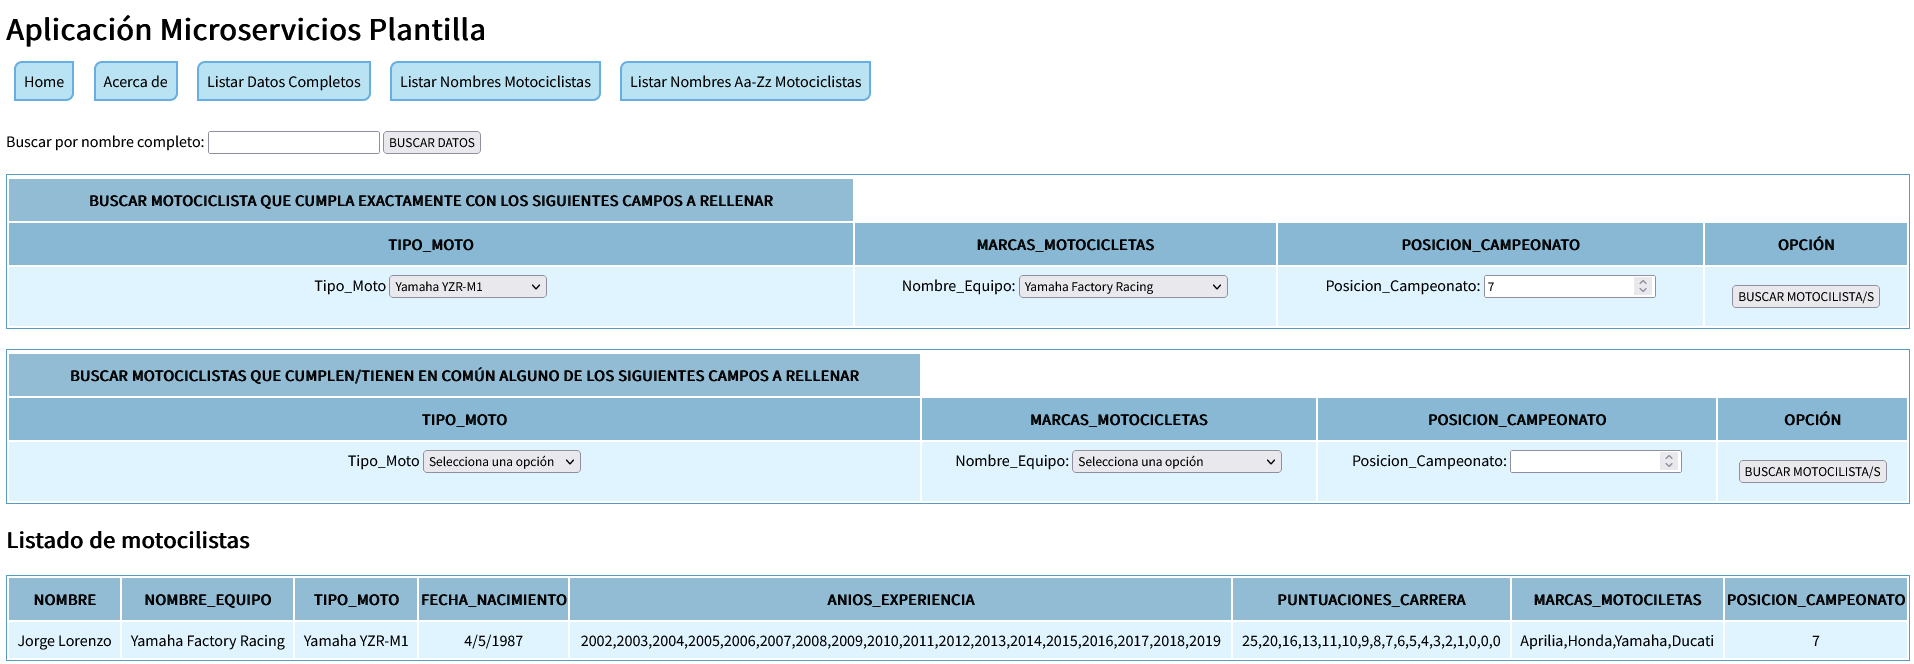 Aplicación Microservicios Plantilla
Home Acerca de Listar Datos Completos Listar Nombres Motociclistas Listar Nombres Aa-Zz Motociclistas
Buscar por nombre completo: BUSCAR DATOS
BUSCAR MOTOCICLISTA QUE CUMPLA EXACTAMENTE CON LOS SIGUIENTES CAMPOS A RELLENAR
TIPO_MOTO MARCAS_MOTOCICLETAS POSICION_CAMPEONATO OPCIÓN
Tipo_Moto Yamaha YZR-M1 Nombre_Equipo: Yamaha Factory Racing Posicion_Campeonato: 7 BUSCAR MOTOCILISTA/S
BUSCAR MOTOCICLISTAS QUE CUMPLEN/TIENEN EN COMÚN ALGUNO DE LOS SIGUIENTES CAMPOS A RELLENAR
TIPO_MOTO MARCAS_MOTOCICLETAS POSICION_CAMPEONATO OPCIÓN
Tipo_Moto Selecciona una opción Nombre_Equipo: Selecciona una opción Posicion_Campeonato: BUSCAR MOTOCILISTA/S
Listado de motocilistas
NOMBRE NOMBRE_EQUIPO TIPO_MOTO FECHA_NACIMIENTO ANIOS_EXPERIENCIA PUNTUACIONES_CARRERA MARCAS_MOTOCILETAS POSICION_CAMPEONATO
Jorge Lorenzo Yamaha Factory Racing Yamaha YZR-M1 4/5/1987 2002,2003,2004,2005,2006,2007,2008,2009,2010,2011,2012,2013,2014,2015,2016,2017,2018,2019 25,20,16,13,11,10,9,8,7,6,5,4,3,2,1,0,0,0 Aprilia,Honda,Yamaha,Ducati 7